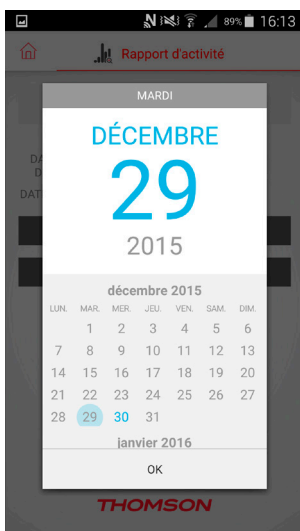 89% 16:13
Rapport d'activité
MARDI
DÉCEMBRE
29
2015
DA
D
DAT
décembre 2015
LUN. MAR. MER. JEU. VEN. SAM. DIM.
1 2 3 4 5 6
7 8 9 10 11 12 13
14 15 16 17 18 19 20
21 22 23 24 25 26 27
28 29 30 31
janvier 2016
OK
THOMSON